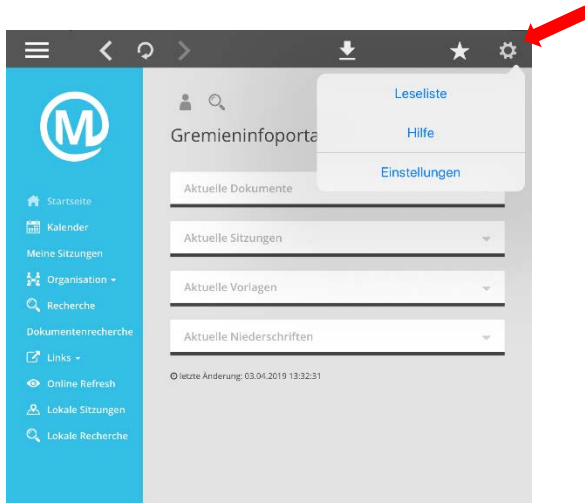 Leseliste
Hilfe
Einstellungen
M
Startseite
Kalender
Meine Sitzungen
Organisation
Recherche
Dokumentenrecherche
Links
Online Refresh
Lokale Sitzungen
Lokale Recherche
Gremieninfoporta
Aktuelle Dokumente
Aktuelle Sitzungen
Aktuelle Vorlagen
Aktuelle Niederschriften
letzte Änderung: 03.04.2019 13:32:31